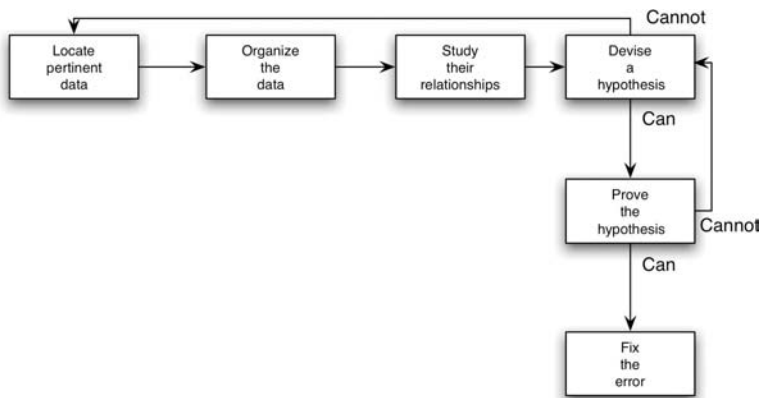 Cannot
Locate
pertinent
data
Organize
the
data
Study
their
relationships
Devise
a
hypothesis
Can
Prove
the
hypothesis
Cannot
Can
Fix
the
error